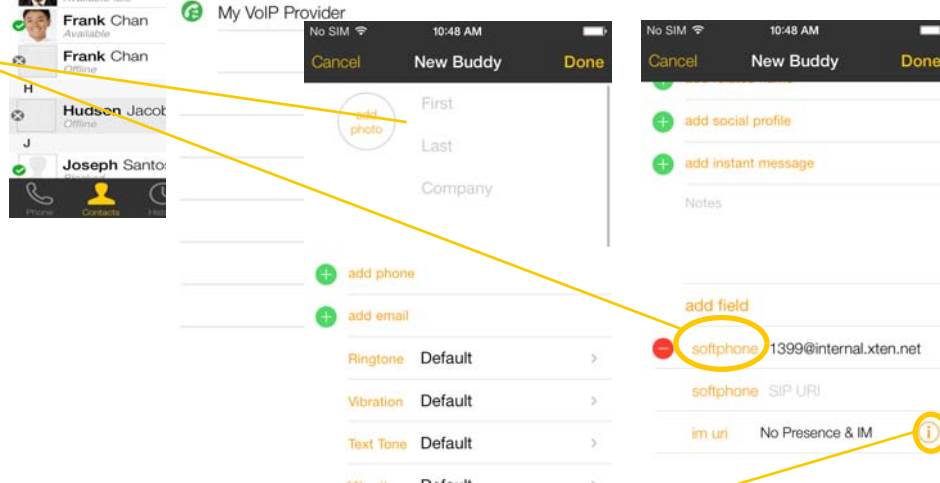 Available
Frank Chan
Available
Frank Chan
Offline
H
Hudson Jacob
Offline
J
Joseph Santo
Phone
Contacts
My VoIP Provider
No SIM
10:48 AM
Cancel
New Buddy
Done
add photo
First
Last
Company
add phone
add email
Ringtone Default
Vibration Default
Text Tone Default
Default
No SIM
10:48 AM
Cancel
New Buddy
Done
add social profile
add instant message
Notes
add field
softphone 1399@internal.xten.net
softphone SIP URI
im uri No Presence & IM